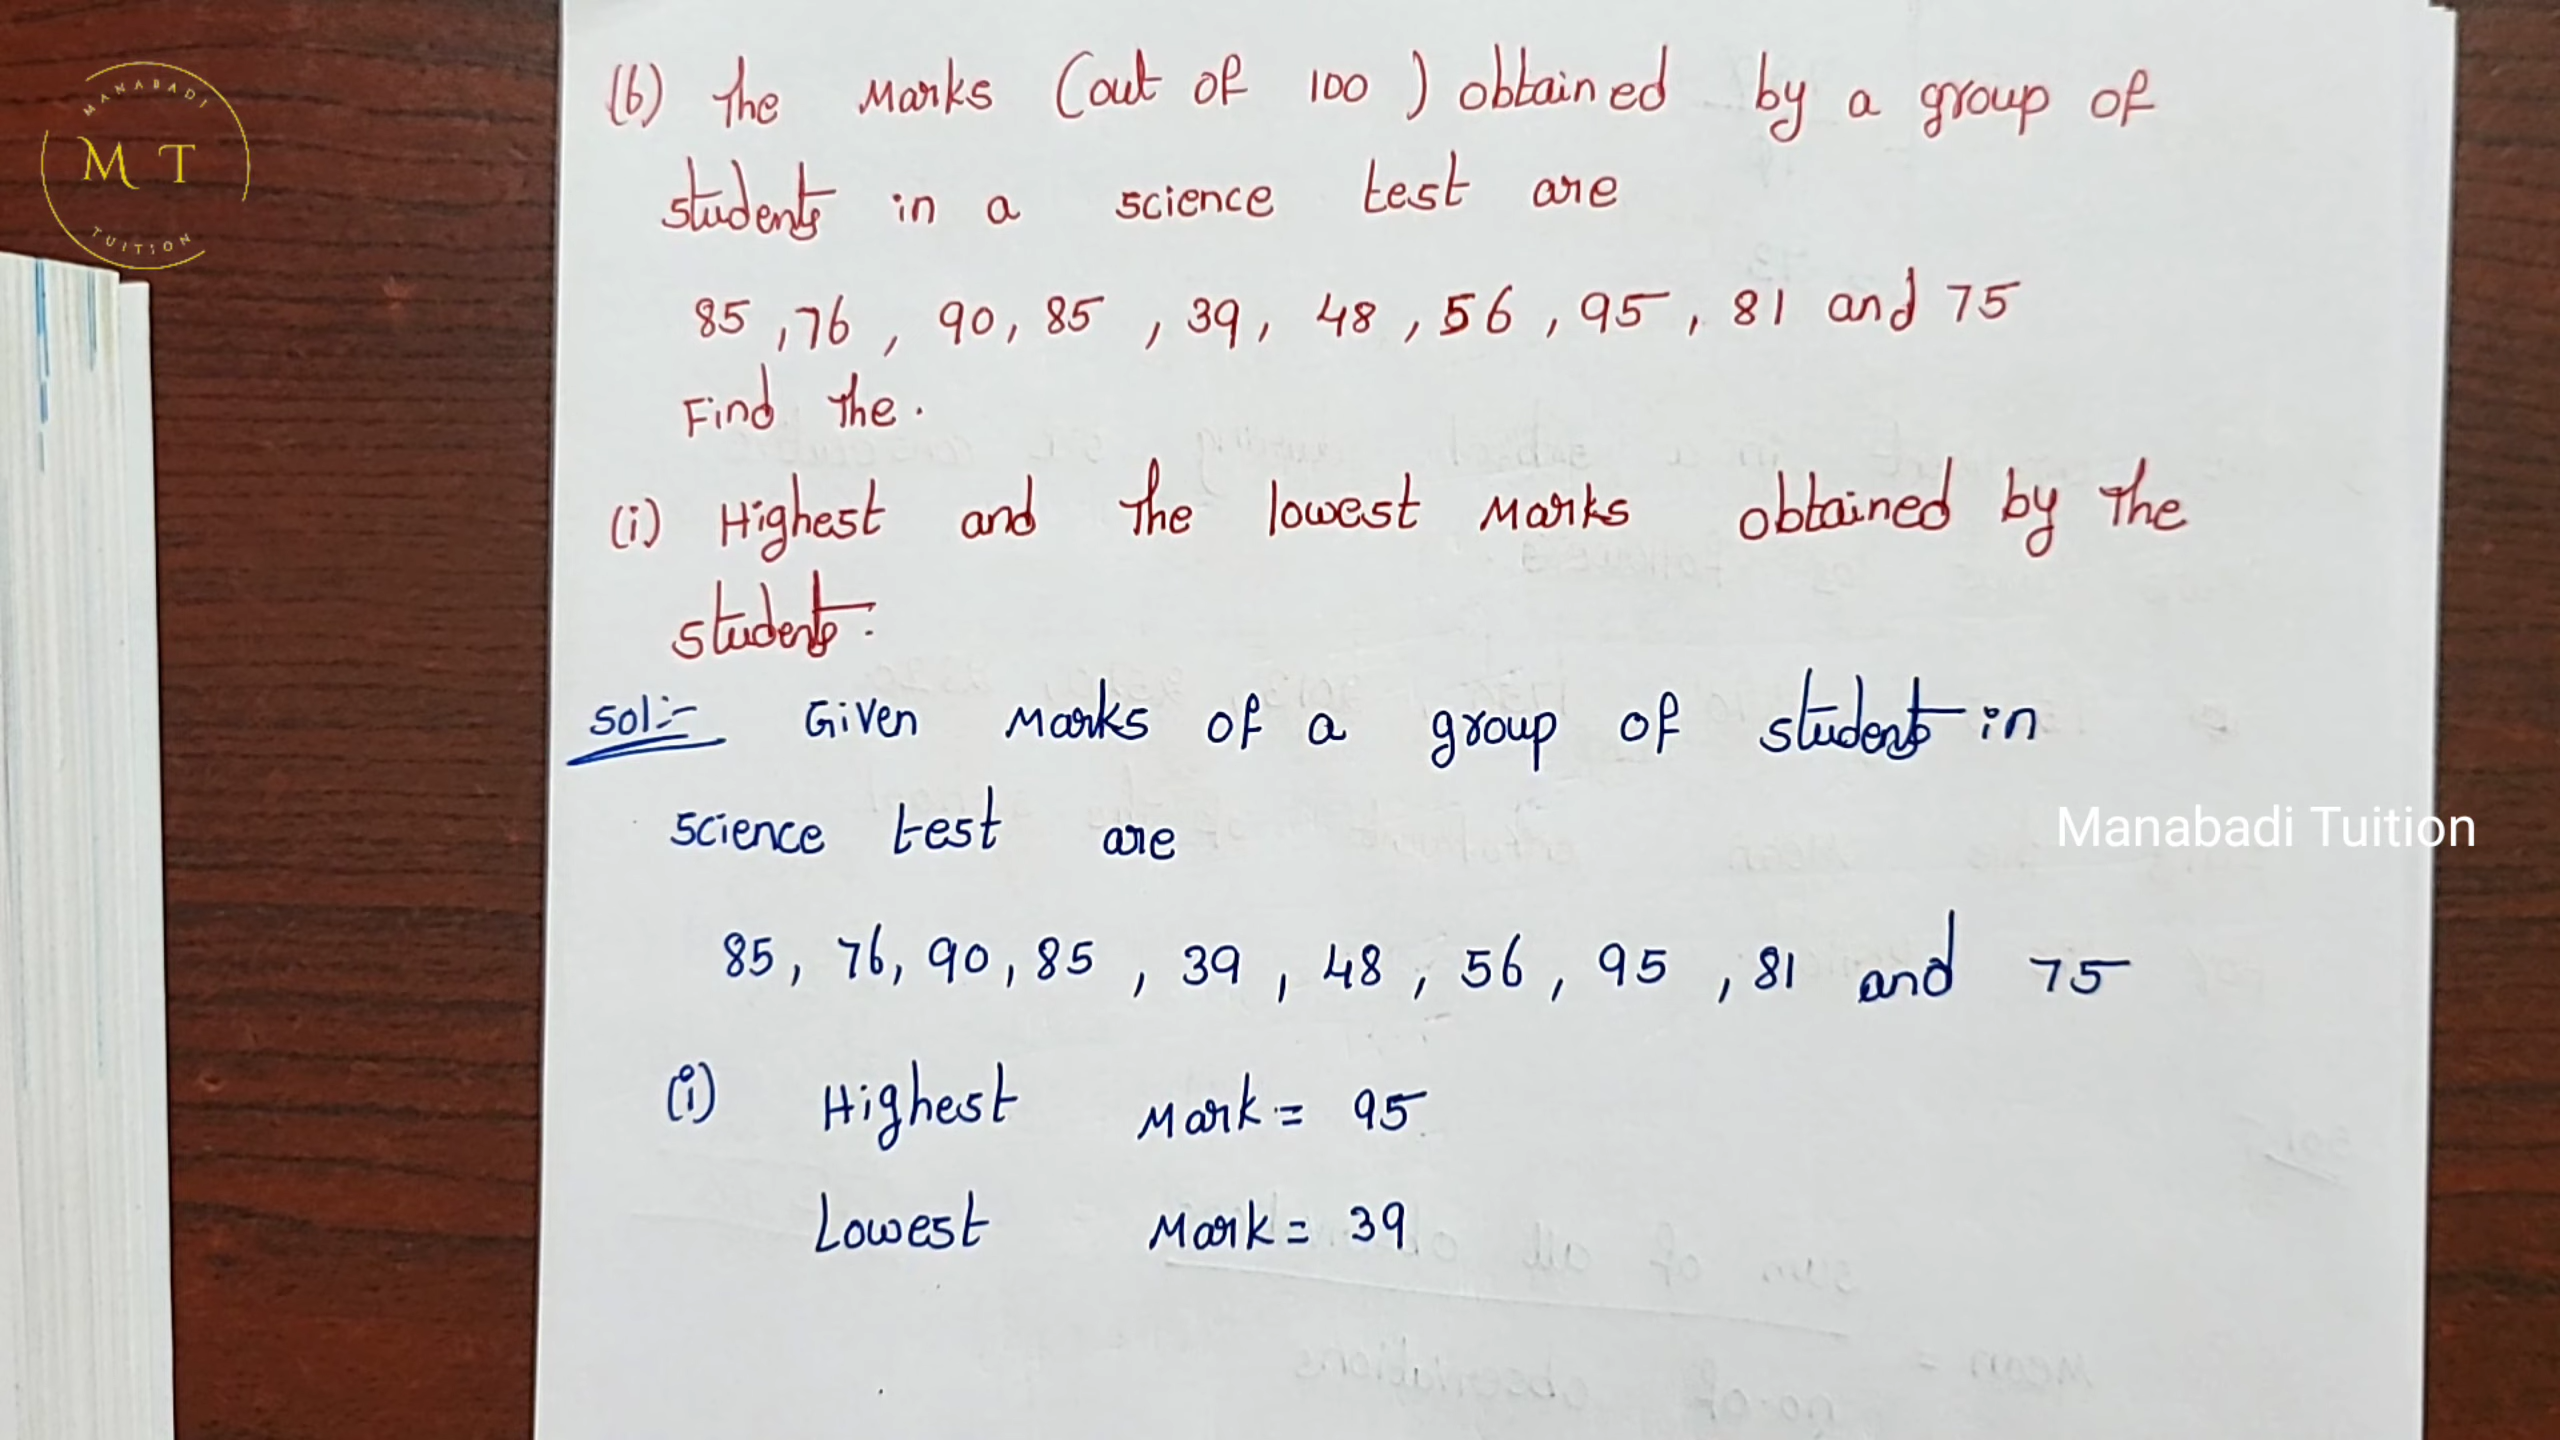 MANABADI
M T
TUITION
(6) The Marks (out of 100) obtained by a group of
students in a science test are
85, 76, 90, 85, 39, 48, 56, 95, 81 and 75
Find the.
(i) Highest and the lowest Marks obtained by the
students.
Sol:- Given Marks of a group of students in
science test are
Manabadi Tuition
85, 76, 90, 85, 39, 48, 56, 95, 81 and 75
(i) Highest Mark = 95
Lowest Mark = 39